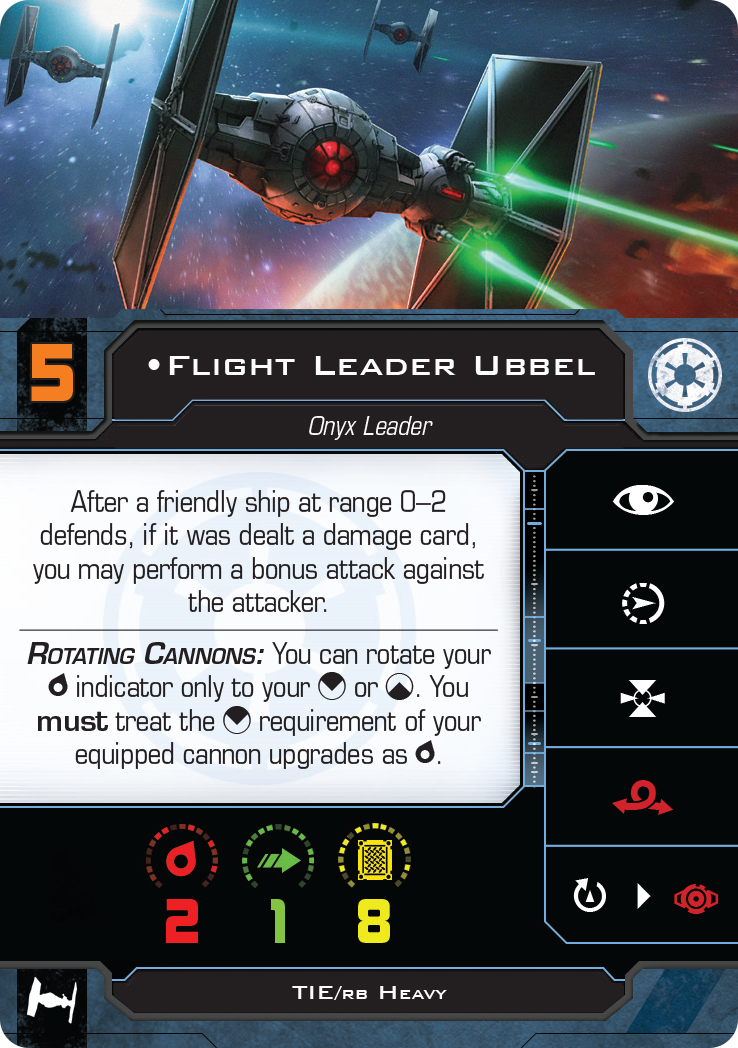 5
•Flight Leader Ubbel
Onyx Leader
After a friendly ship at range 0–2
defends, if it was dealt a damage card,
you may perform a bonus attack against
the attacker.
Rotating Cannons: You can rotate your
indicator only to your or . You
must treat the requirement of your
equipped cannon upgrades as .
2 1 8
TIE/rb Heavy